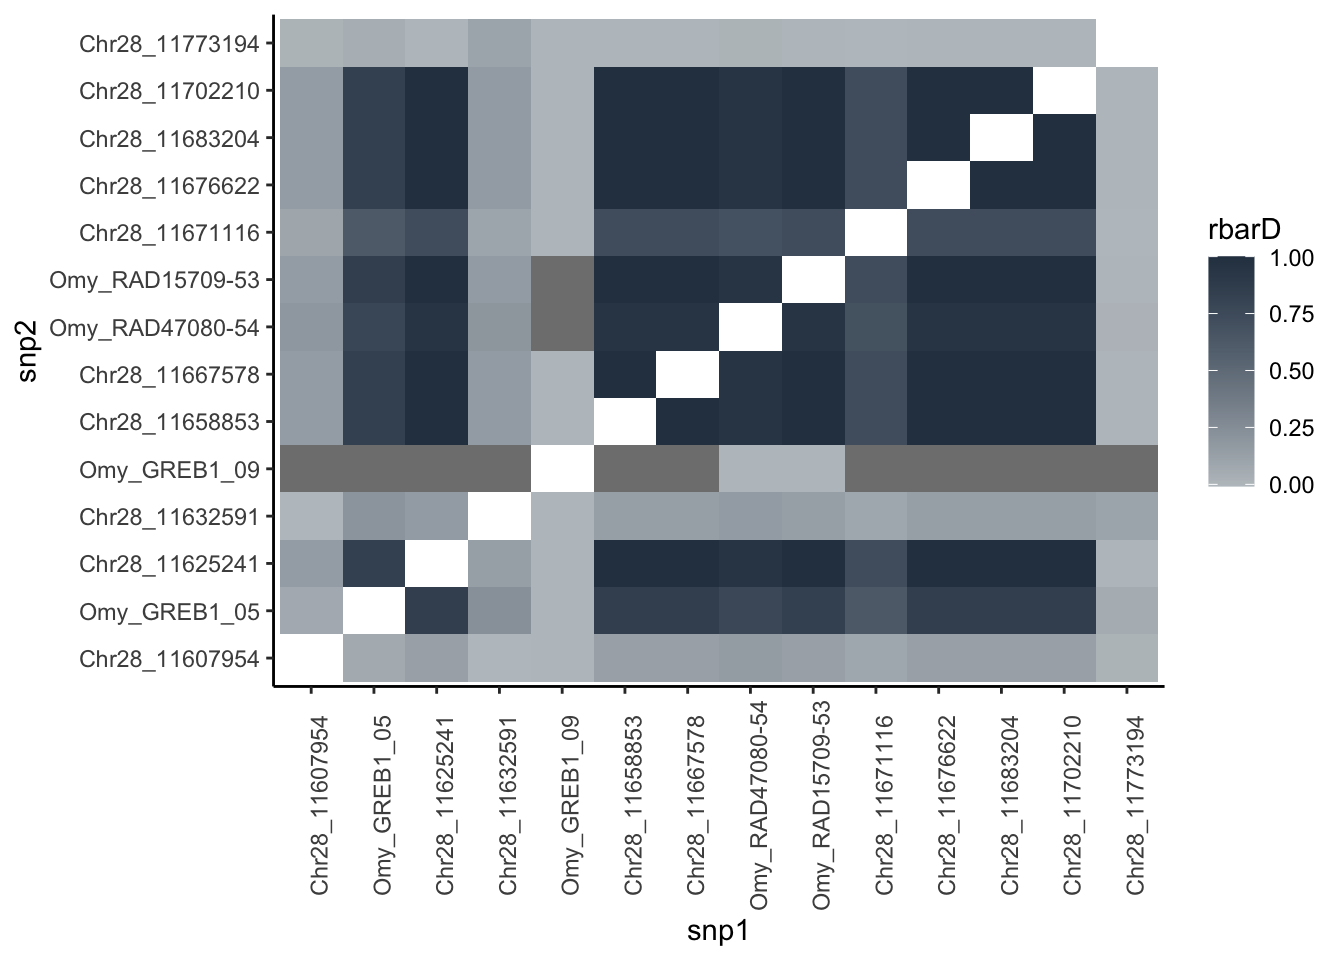 Chr28_11773194
Chr28_11702210
Chr28_11683204
Chr28_11676622
Chr28_11671116
Omy_RAD15709-53
Omy_RAD47080-54
Chr28_11667578
Chr28_11658853
Omy_GREB1_09
Chr28_11632591
Chr28_11625241
Omy_GREB1_05
Chr28_11607954
snp2
Chr28_11607954
Omy_GREB1_05
Chr28_11625241
Chr28_11632591
Omy_GREB1_09
Chr28_11658853
Chr28_11667578
Omy_RAD47080-54
Omy_RAD15709-53
Chr28_11671116
Chr28_11676622
Chr28_11683204
Chr28_11702210
Chr28_11773194
snp1
rbarD
1.00
0.75
0.50
0.25
0.00